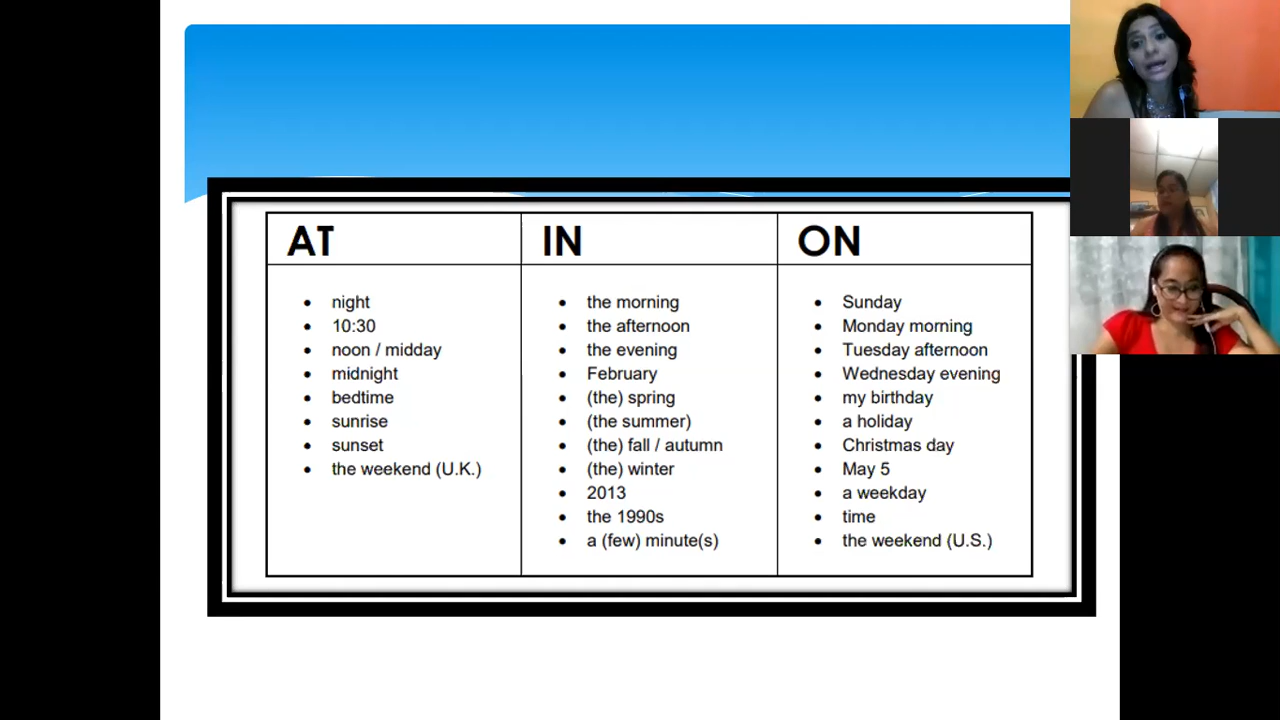 AT
night
10:30
noon / midday
midnight
bedtime
sunrise
sunset
the weekend (U.K.)
IN
the morning
the afternoon
the evening
February
(the) spring
(the summer)
(the) fall / autumn
(the) winter
2013
the 1990s
a (few) minute(s)
ON
Sunday
Monday morning
Tuesday afternoon
Wednesday evening
my birthday
a holiday
Christmas day
May 5
a weekday
time
the weekend (U.S.)